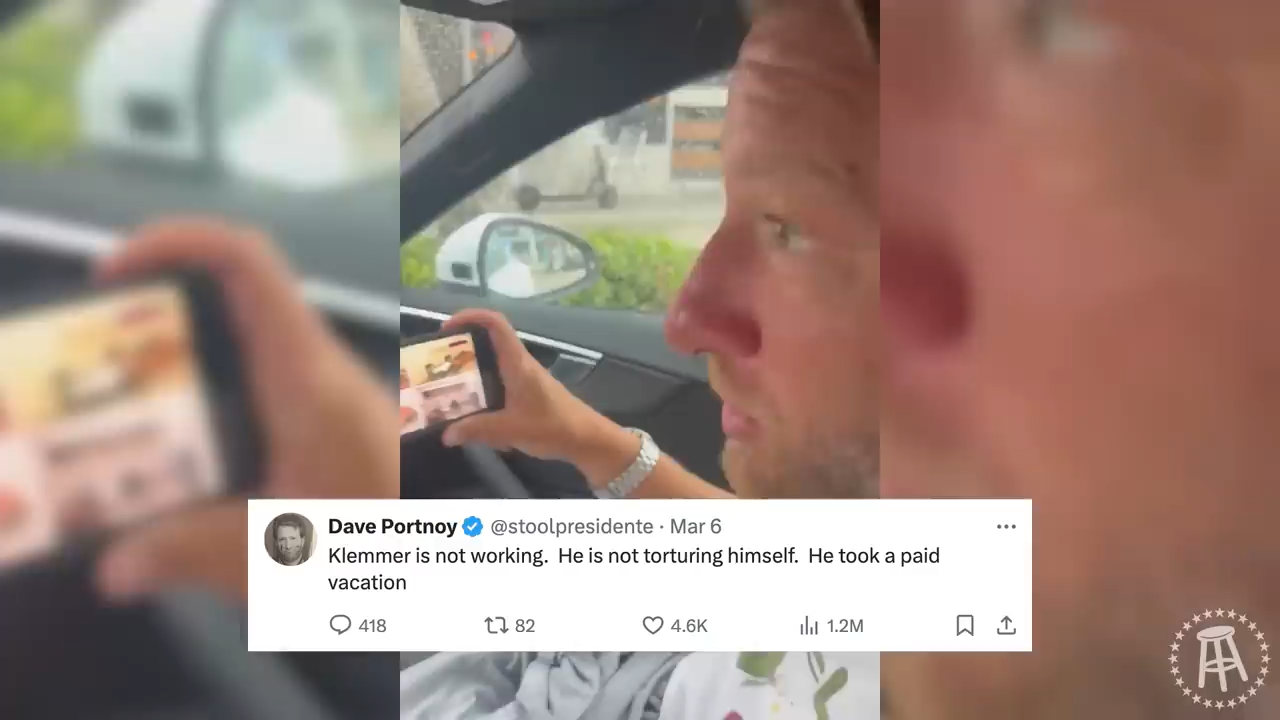 Dave Portnoy @stoolpresidente · Mar 6
Klemmer is not working.  He is not torturing himself.  He took a paid
vacation
418 82 4.6K 1.2M